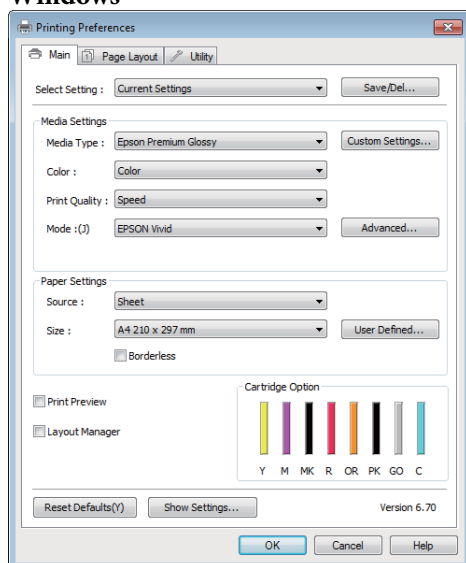 Windows
Printing Preferences
Main Page Layout Utility
Select Setting : Current Settings Save/Del...
Media Settings
Media Type : Epson Premium Glossy Custom Settings...
Color : Color
Print Quality : Speed
Mode :(J) EPSON Vivid Advanced...
Paper Settings
Source : Sheet
Size : A4 210 x 297 mm User Defined...
Borderless
Cartridge Option
Print Preview
Layout Manager
Y M MK R OR PK GO C
Reset Defaults(Y) Show Settings... Version 6.70
OK Cancel Help